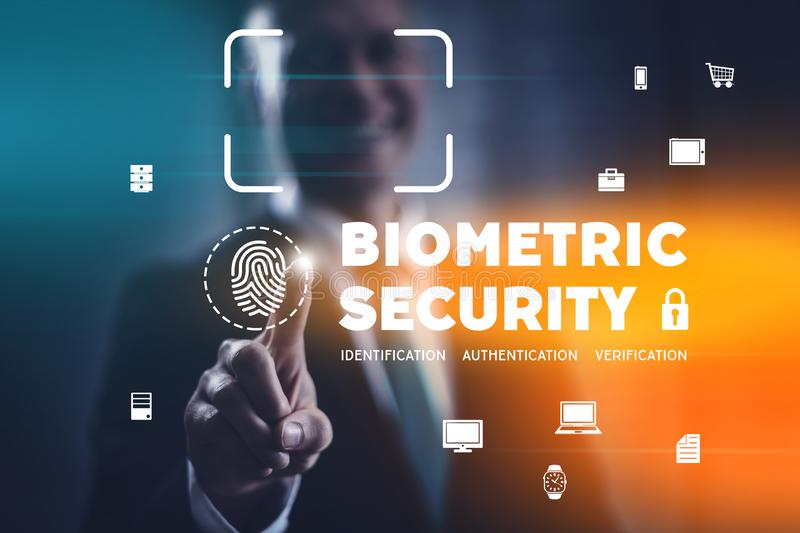 BIOMETRIC
SECURITY
IDENTIFICATION AUTHENTICATION VERIFICATION